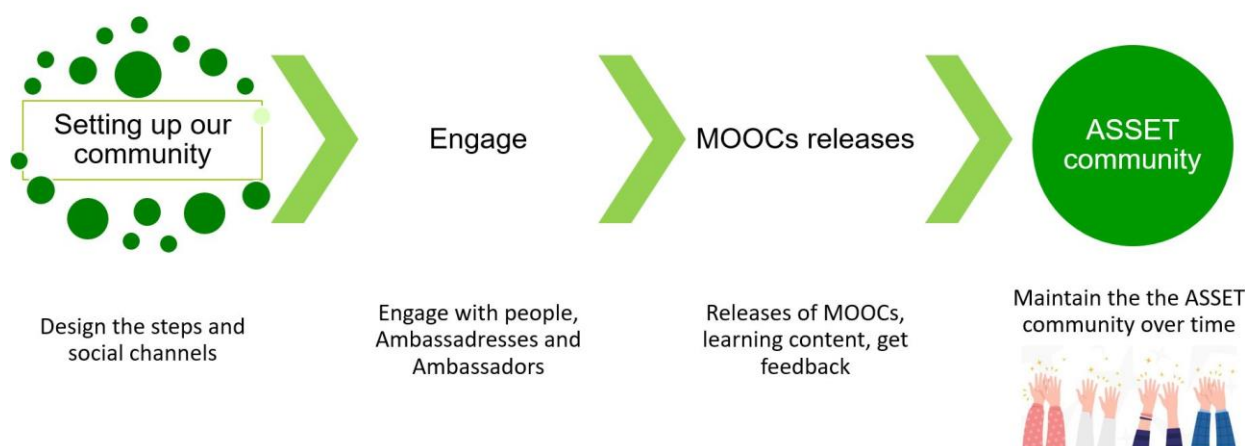 Setting up our
community
Engage
MOOCs releases
ASSET
community
Design the steps and
social channels
Engage with people,
Ambassadresses and
Ambassadors
Releases of MOOCs,
learning content, get
feedback
Maintain the the ASSET
community over time